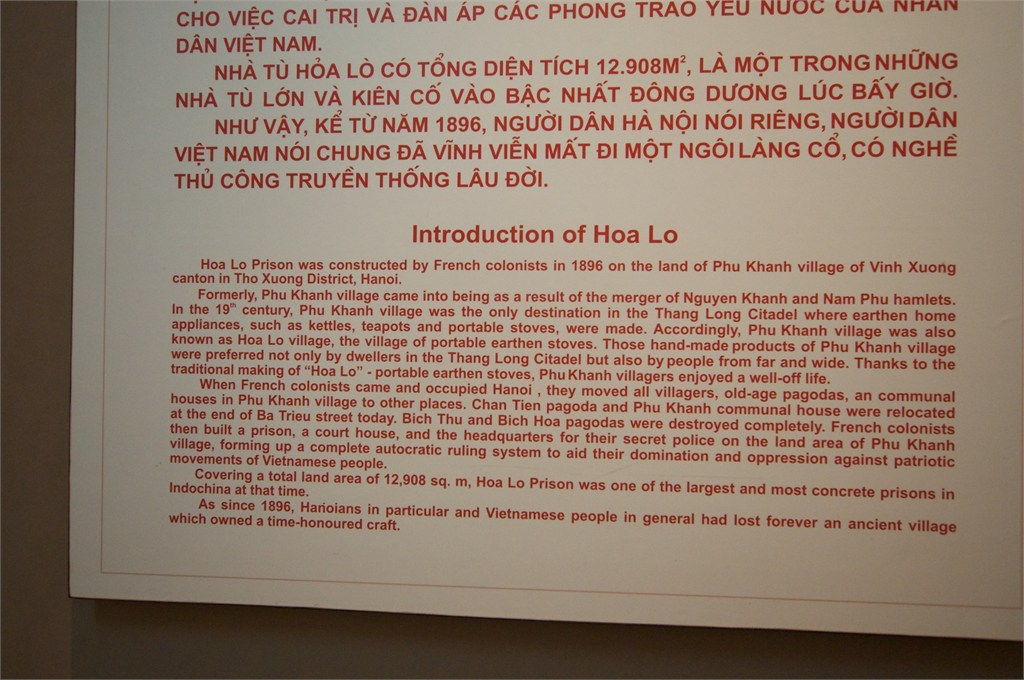 CHO VIỆC CAI TRỊ VÀ ĐÀN ÁP CÁC PHONG TRÀO YÊU NƯỚC CỦA NHÂN
DÂN VIỆT NAM.
NHÀ TÙ HỎA LÒ CÓ TỔNG DIỆN TÍCH 12.908M², LÀ MỘT TRONG NHỮNG
NHÀ TÙ LỚN VÀ KIÊN CỐ VÀO BẬC NHẤT ĐÔNG DƯƠNG LÚC BẤY GIỜ.
NHƯ VẬY, KỂ TỪ NĂM 1896, NGƯỜI DÂN HÀ NỘI NÓI RIÊNG, NGƯỜI DÂN
VIỆT NAM NÓI CHUNG ĐÃ VĨNH VIỄN MẤT ĐI MỘT NGÔI LÀNG CỔ, CÓ NGHỀ
THỦ CÔNG TRUYỀN THỐNG LÂU ĐỜI.
Introduction of Hoa Lo
Hoa Lo Prison was constructed by French colonists in 1896 on the land of Phu Khanh village of Vinh Xuong
canton in Tho Xuong District, Hanoi.
Formerly, Phu Khanh village came into being as a result of the merger of Nguyen Khanh and Nam Phu hamlets.
In the 19th century, Phu Khanh village was the only destination in the Thang Long Citadel where earthen home
appliances, such as kettles, teapots and portable stoves, were made. Accordingly, Phu Khanh village was also
known as Hoa Lo village, the village of portable earthen stoves. Those hand-made products of Phu Khanh village
were preferred not only by dwellers in the Thang Long Citadel but also by people from far and wide. Thanks to the
traditional making of “Hoa Lo” - portable earthen stoves, Phu Khanh villagers enjoyed a well-off life.
When French colonists came and occupied Hanoi , they moved all villagers, old-age pagodas, an communal
houses in Phu Khanh village to other places. Chan Tien pagoda and Phu Khanh communal house were relocated
at the end of Ba Trieu street today. Bich Thu and Bich Hoa pagodas were destroyed completely. French colonists
then built a prison, a court house, and the headquarters for their secret police on the land area of Phu Khanh
village, forming up a complete autocratic ruling system to aid their domination and oppression against patriotic
movements of Vietnamese people.
Covering a total land area of 12,908 sq. m, Hoa Lo Prison was one of the largest and most concrete prisons in
Indochina at that time.
As since 1896, Harioians in particular and Vietnamese people in general had lost forever an ancient village
which owned a time-honoured craft.